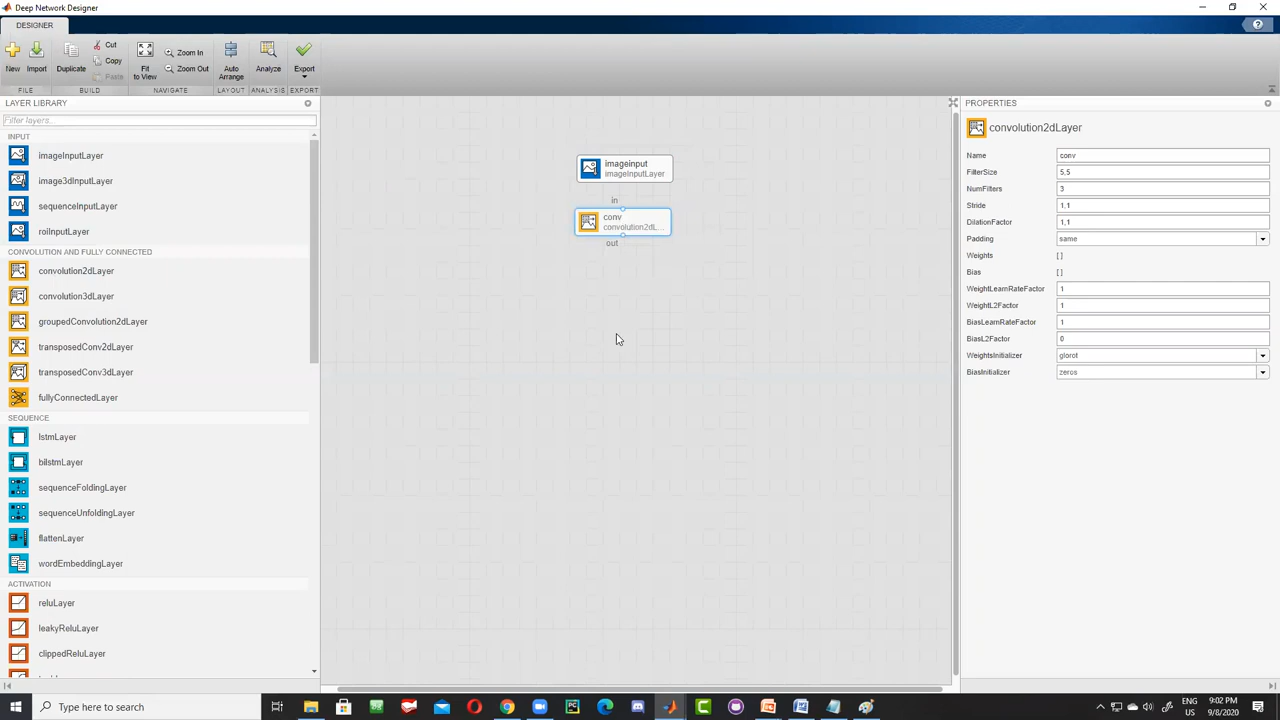 Deep Network Designer
DESIGNER
New
Import
Duplicate
Cut
Copy
Paste
Fit
to View
Zoom In
Zoom Out
Auto
Arrange
Analyze
Export
FILE
BUILD
NAVIGATE
LAYOUT
ANALYSIS
EXPORT
LAYER LIBRARY
Filter layers...
INPUT
imageInputLayer
image3dInputLayer
sequenceInputLayer
roiInputLayer
CONVOLUTION AND FULLY CONNECTED
convolution2dLayer
convolution3dLayer
groupedConvolution2dLayer
transposedConv2dLayer
transposedConv3dLayer
fullyConnectedLayer
SEQUENCE
lstmLayer
bilstmLayer
sequenceFoldingLayer
sequenceUnfoldingLayer
flattenLayer
wordEmbeddingLayer
ACTIVATION
reluLayer
leakyReluLayer
clippedReluLayer
imageinput
imageInputLayer
in
conv
convolution2dL...
out
PROPERTIES
convolution2dLayer
Name conv
FilterSize 5,5
NumFilters 3
Stride 1,1
DilationFactor 1,1
Padding same
Weights [ ]
Bias [ ]
WeightLearnRateFactor 1
WeightL2Factor 1
BiasLearnRateFactor 1
BiasL2Factor 0
WeightsInitializer glorot
BiasInitializer zeros
Type here to search
ENG
US
9:02 PM
9/8/2020